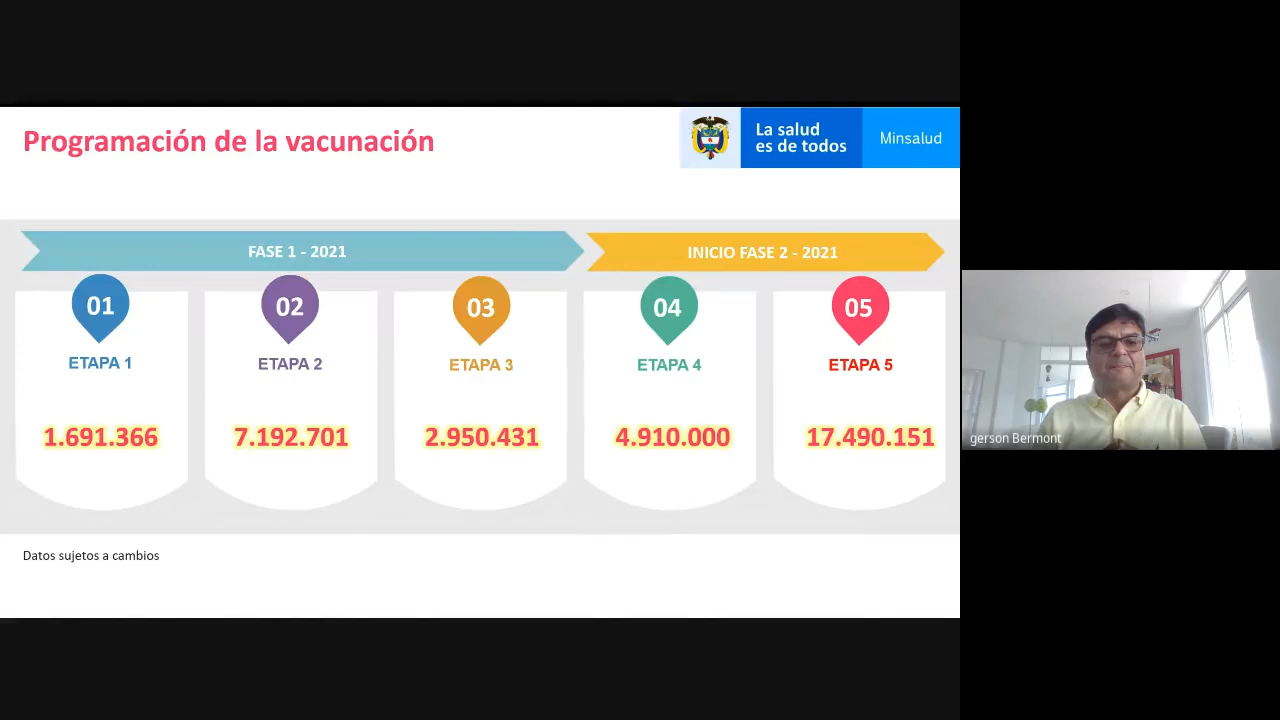 Programación de la vacunación
La salud
es de todos
Minsalud
FASE 1 - 2021
INICIO FASE 2 - 2021
01
02
03
04
05
ETAPA 1
ETAPA 2
ETAPA 3
ETAPA 4
ETAPA 5
1.691.366
7.192.701
2.950.431
4.910.000
17.490.151
gerson Bermont
Datos sujetos a cambios